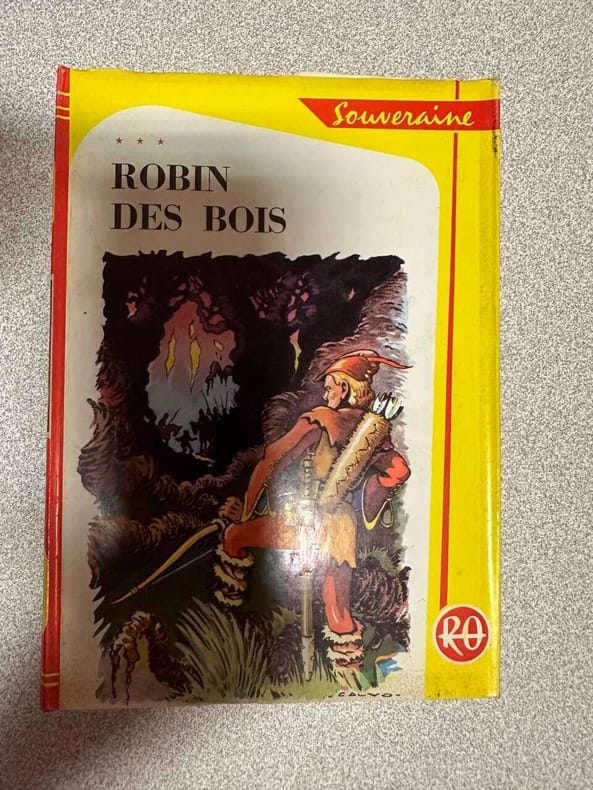 Souveraine
* * *
ROBIN
DES BOIS
CALVO
RO